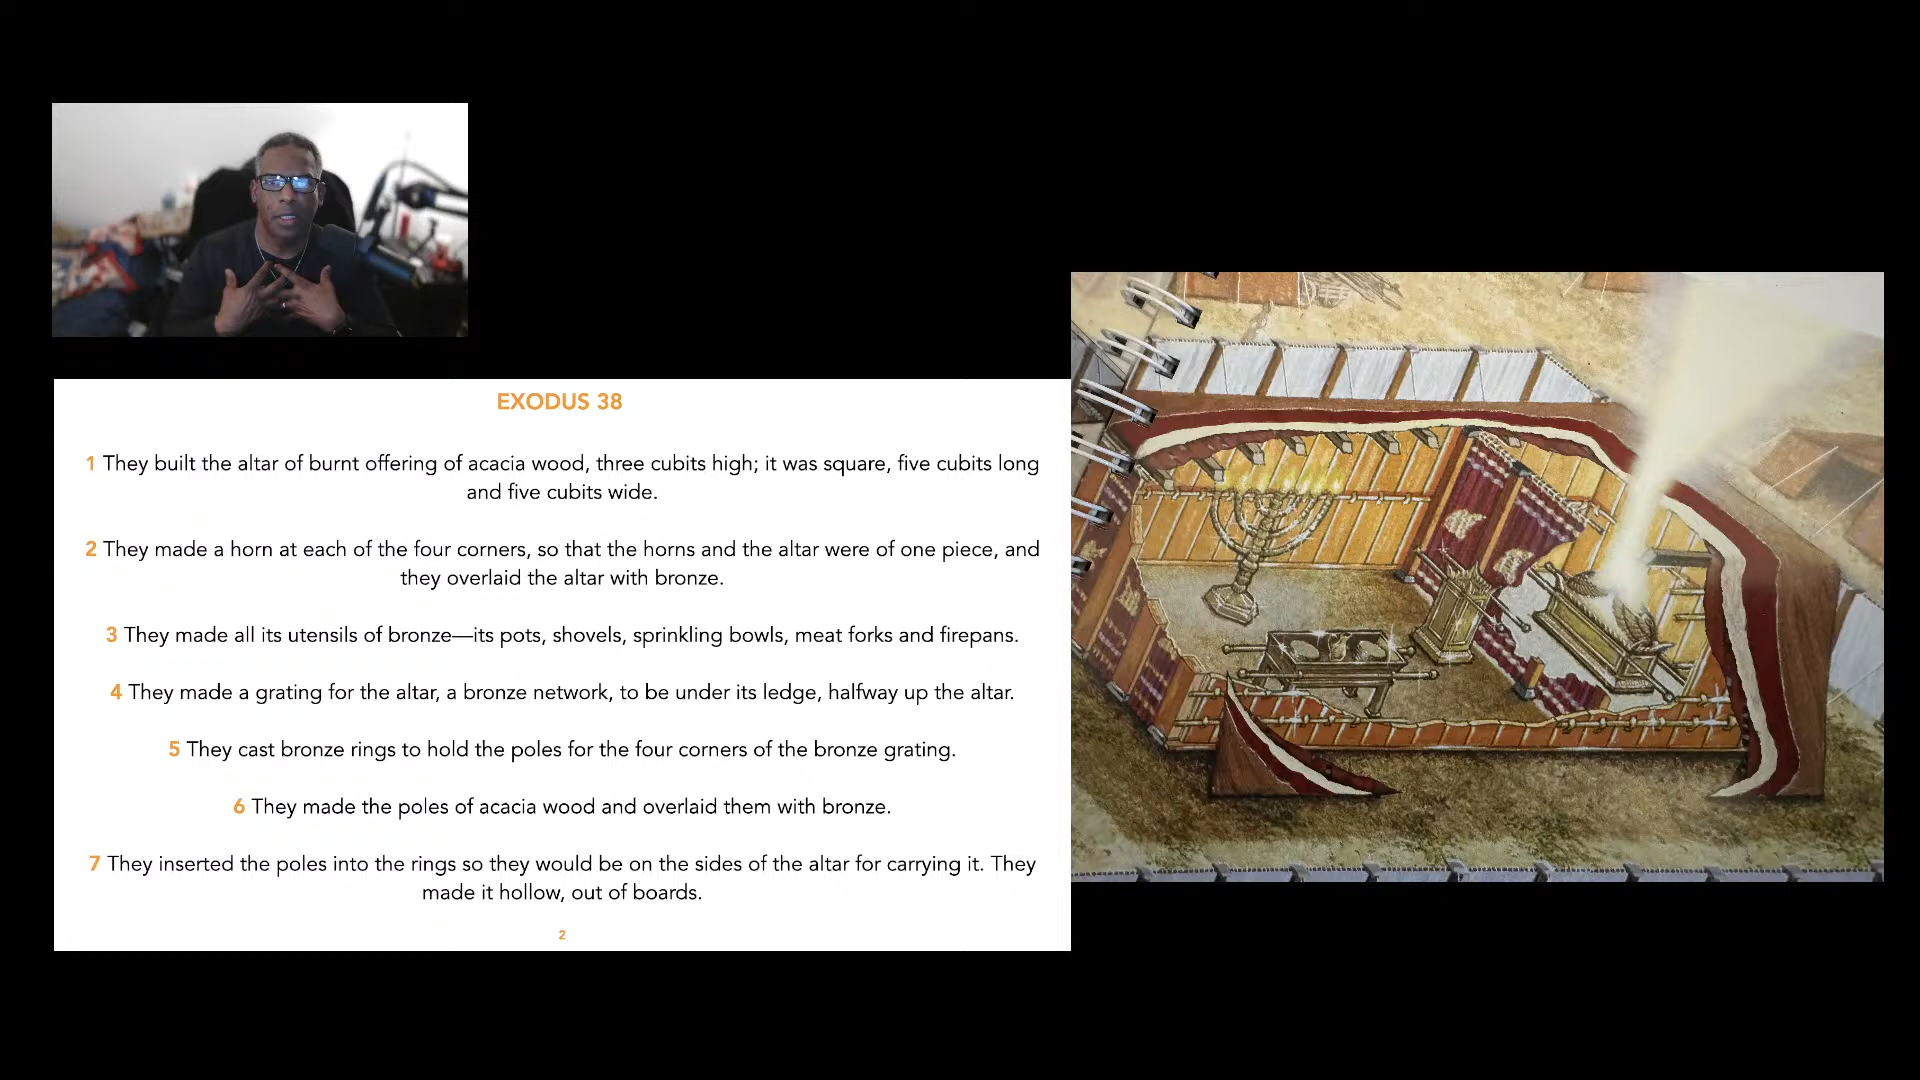 EXODUS 38
1 They built the altar of burnt offering of acacia wood, three cubits high; it was square, five cubits long
and five cubits wide.
2 They made a horn at each of the four corners, so that the horns and the altar were of one piece, and
they overlaid the altar with bronze.
3 They made all its utensils of bronze—its pots, shovels, sprinkling bowls, meat forks and firepans.
4 They made a grating for the altar, a bronze network, to be under its ledge, halfway up the altar.
5 They cast bronze rings to hold the poles for the four corners of the bronze grating.
6 They made the poles of acacia wood and overlaid them with bronze.
7 They inserted the poles into the rings so they would be on the sides of the altar for carrying it. They
made it hollow, out of boards.
2